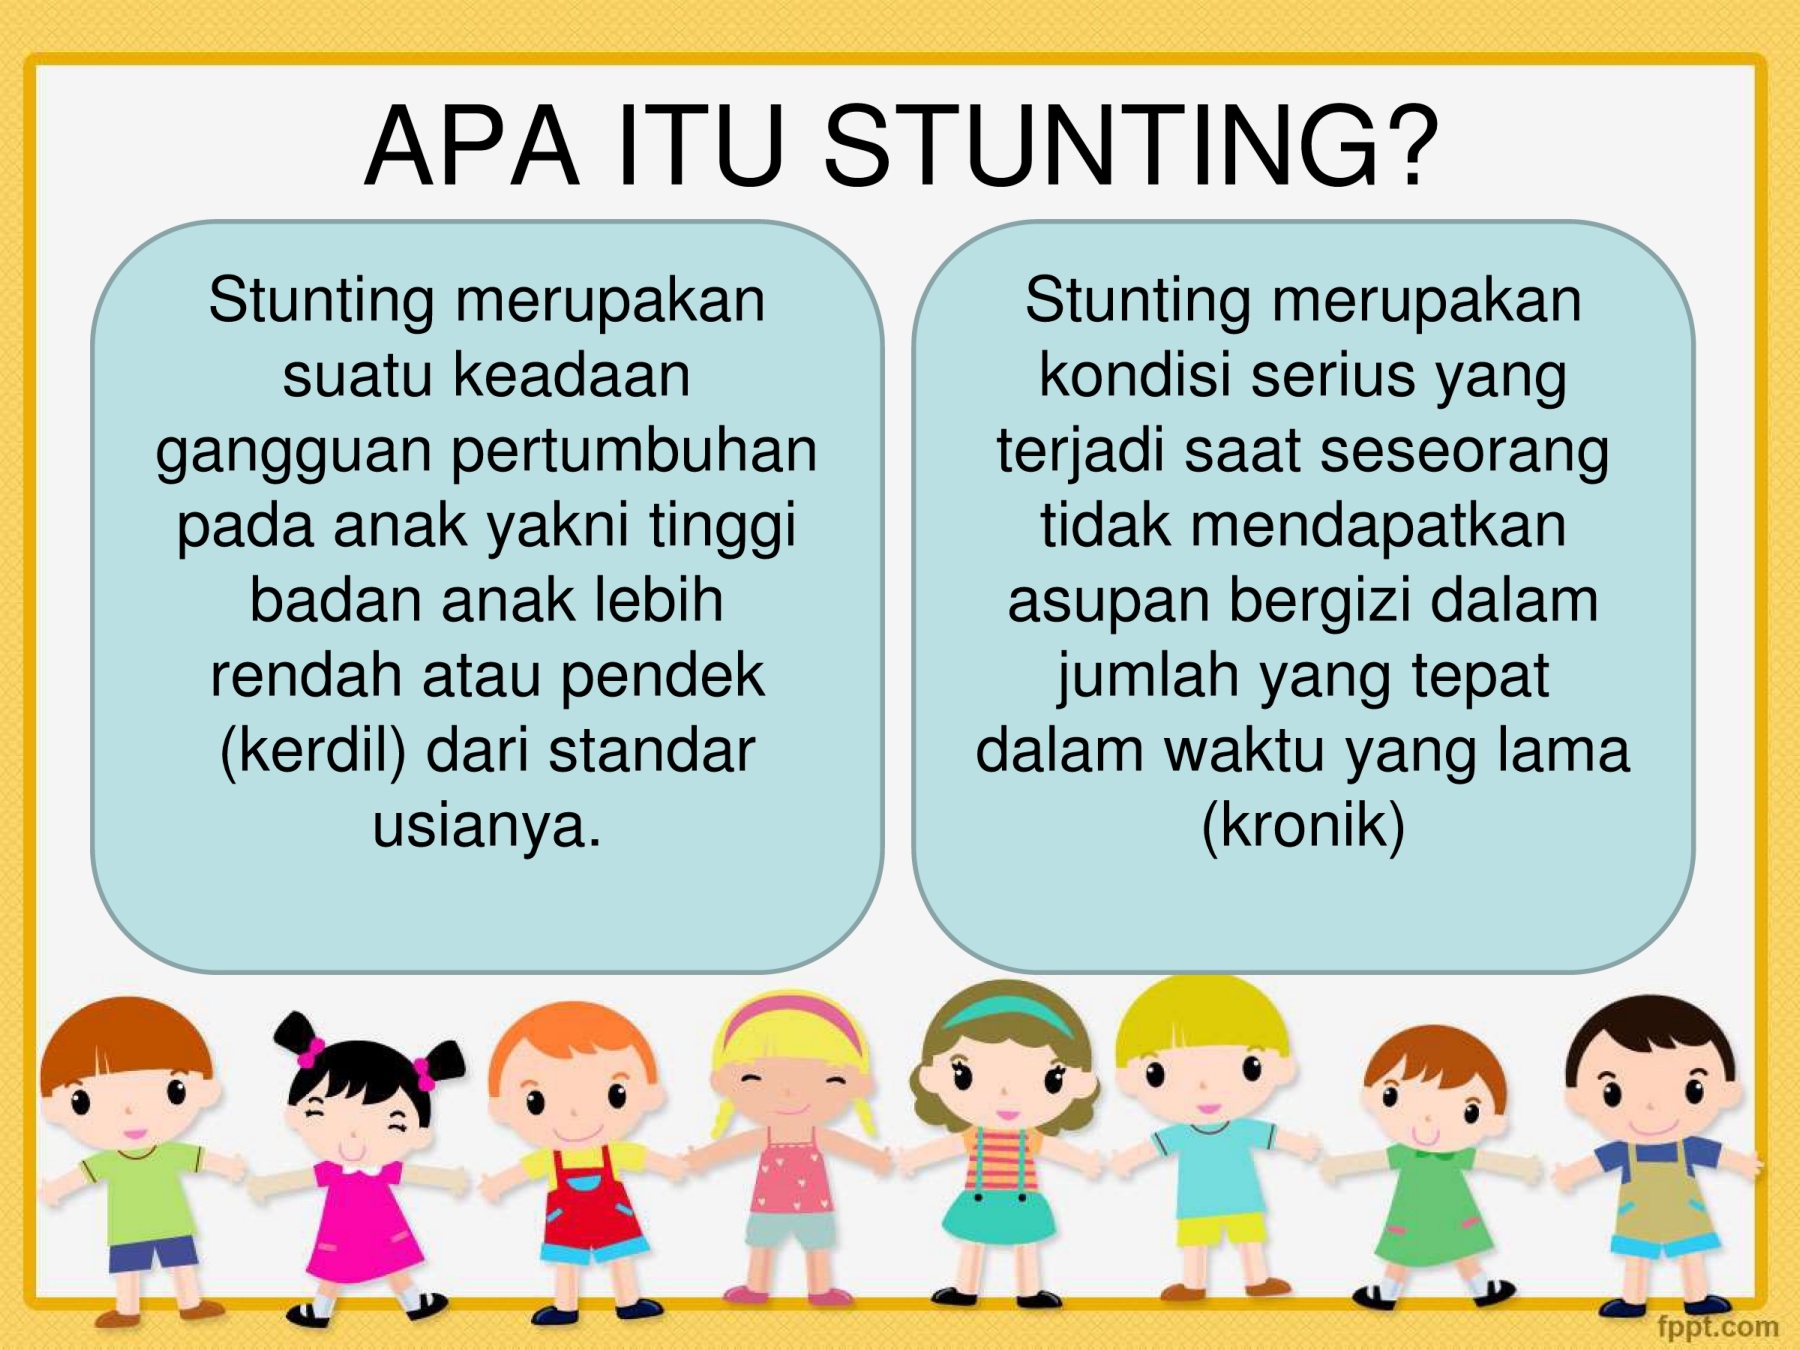 APA ITU STUNTING?
Stunting merupakan
suatu keadaan
gangguan pertumbuhan
pada anak yakni tinggi
badan anak lebih
rendah atau pendek
(kerdil) dari standar
usianya.
Stunting merupakan
kondisi serius yang
terjadi saat seseorang
tidak mendapatkan
asupan bergizi dalam
jumlah yang tepat
dalam waktu yang lama
(kronik)
fppt.com